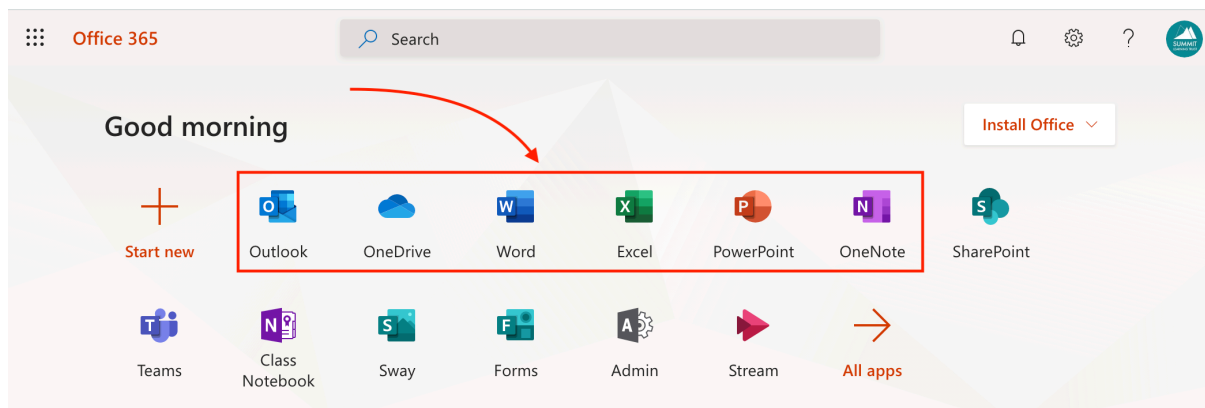 Office 365
Search
SUMMIT
Good morning
Install Office
Start new
Outlook
OneDrive
Word
Excel
PowerPoint
OneNote
SharePoint
Teams
Class
Notebook
Sway
Forms
Admin
Stream
All apps